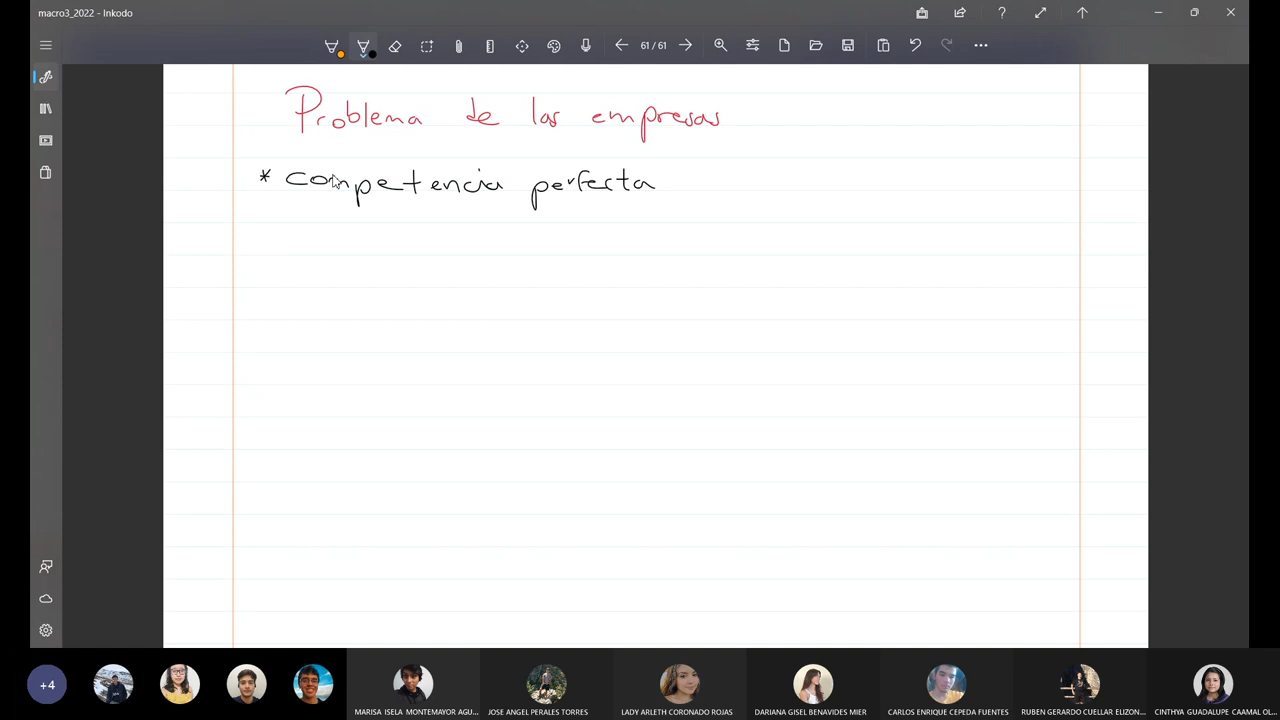 macro3_2022 - Inkodo
61 / 61
Problema de las empresas
* competencia perfecta
+4
MARISA ISELA MONTEMAYOR AGU...
JOSE ANGEL PERALES TORRES
LADY ARLETH CORONADO ROJAS
DARIANA GISEL BENAVIDES MIER
CARLOS ENRIQUE CEPEDA FUENTES
RUBEN GERARDO CUELLAR ELIZON...
CINTHYA GUADALUPE CAAMAL OL...